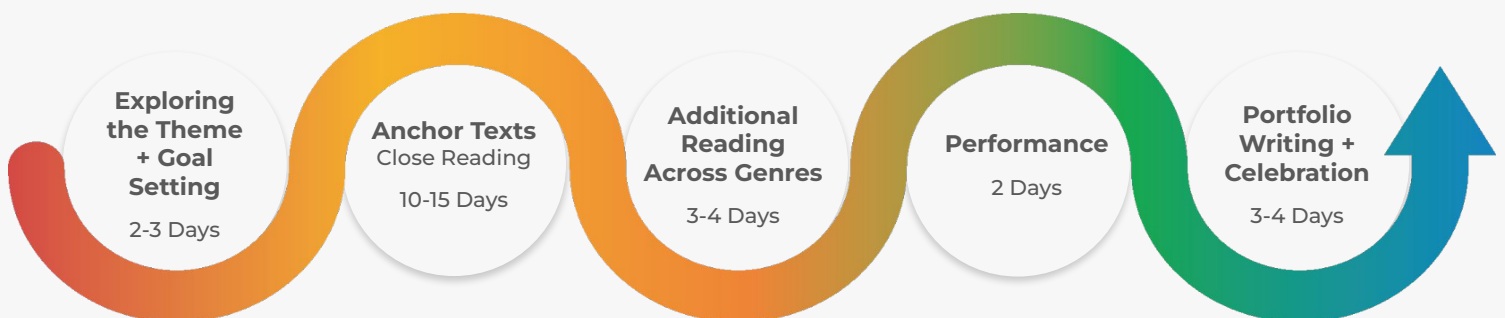 Exploring
the Theme
+ Goal
Setting
2-3 Days
Anchor Texts
Close Reading
10-15 Days
Additional
Reading
Across Genres
3-4 Days
Performance
2 Days
Portfolio
Writing +
Celebration
3-4 Days